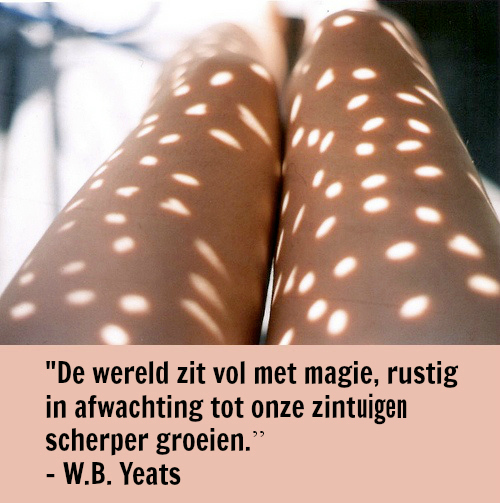 "De wereld zit vol met magie, rustig
in afwachting tot onze zintuigen
scherper groeien.”
- W.B. Yeats